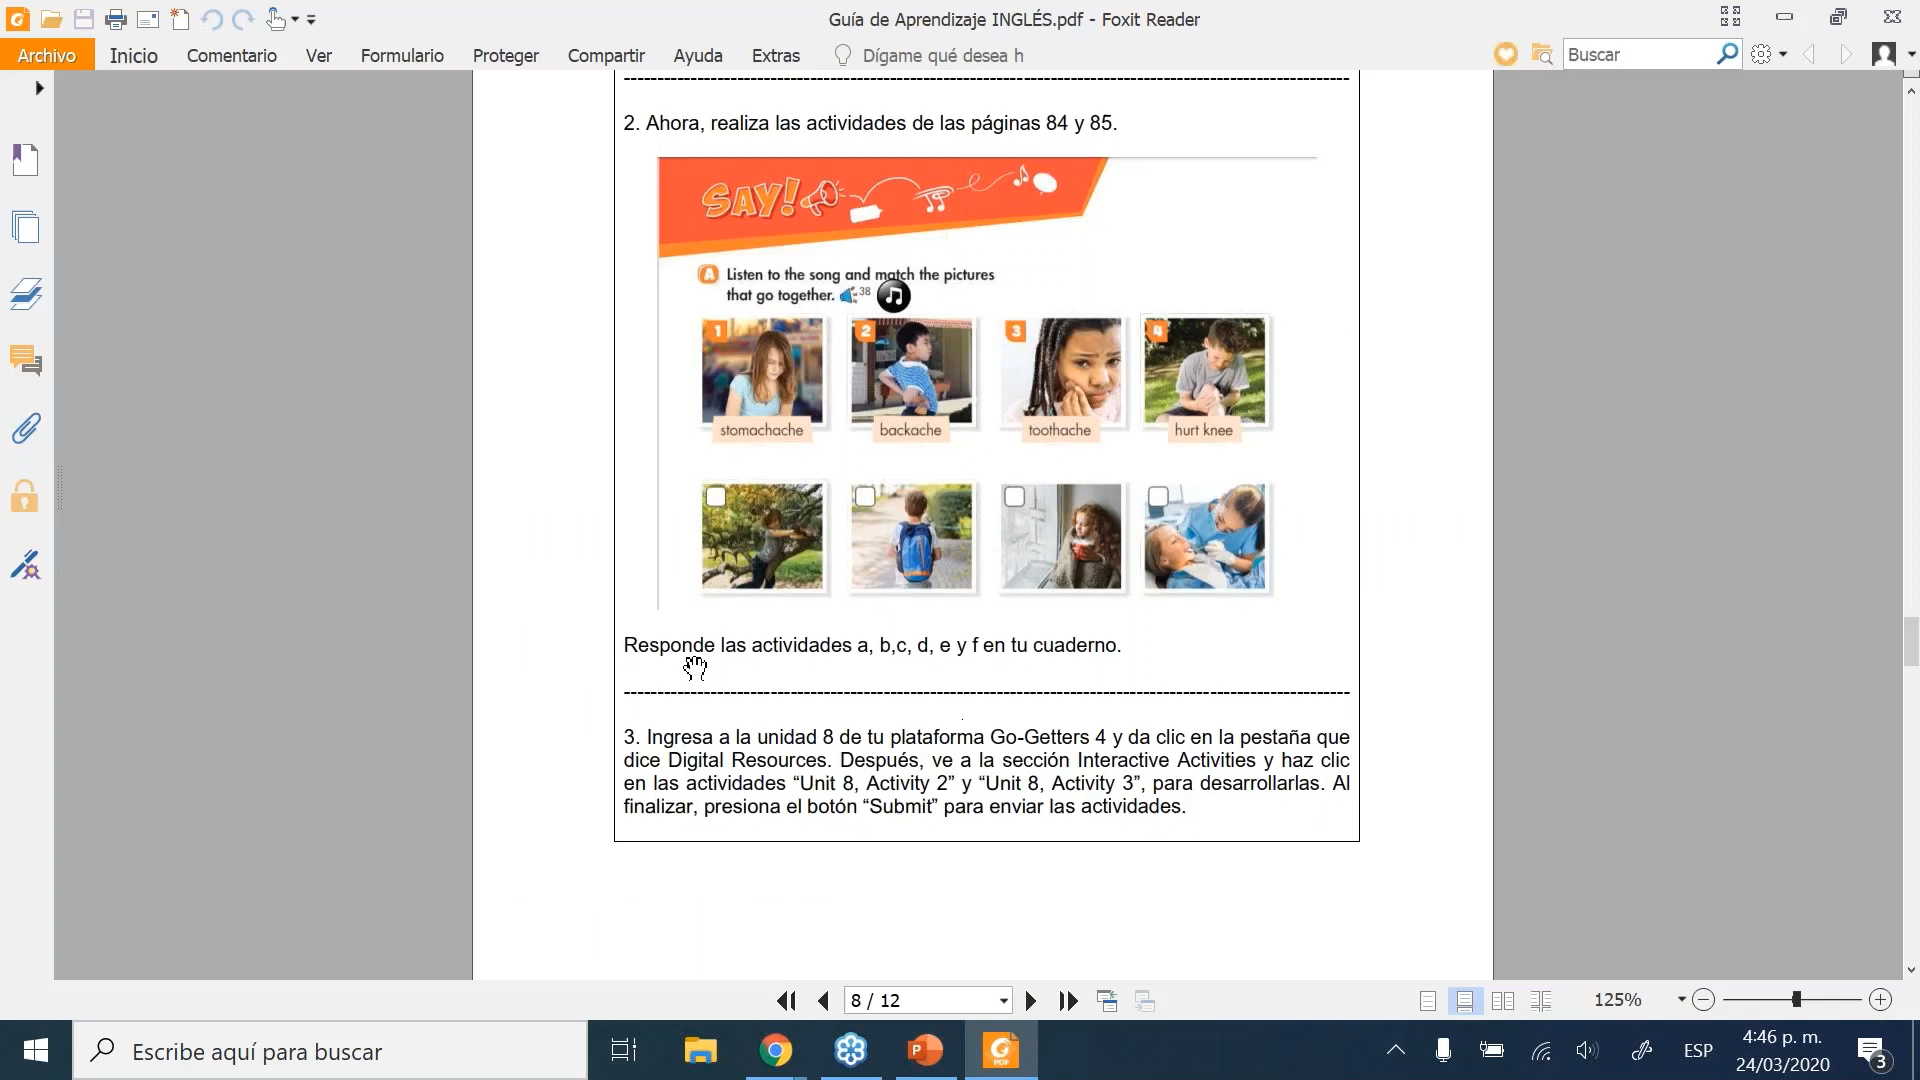 Guía de Aprendizaje INGLÉS.pdf - Foxit Reader
Archivo Inicio Comentario Ver Formulario Proteger Compartir Ayuda Extras Dígame qué desea h Buscar
2. Ahora, realiza las actividades de las páginas 84 y 85.
SAY!
A Listen to the song and match the pictures
that go together. 38
1 2 3 4
stomachache backache toothache hurt knee
Responde las actividades a, b,c, d, e y f en tu cuaderno.
3. Ingresa a la unidad 8 de tu plataforma Go-Getters 4 y da clic en la pestaña que
dice Digital Resources. Después, ve a la sección Interactive Activities y haz clic
en las actividades “Unit 8, Activity 2” y “Unit 8, Activity 3”, para desarrollarlas. Al
finalizar, presiona el botón “Submit” para enviar las actividades.
8 / 12 125%
Escribe aquí para buscar
ESP
4:46 p. m.
24/03/2020
3